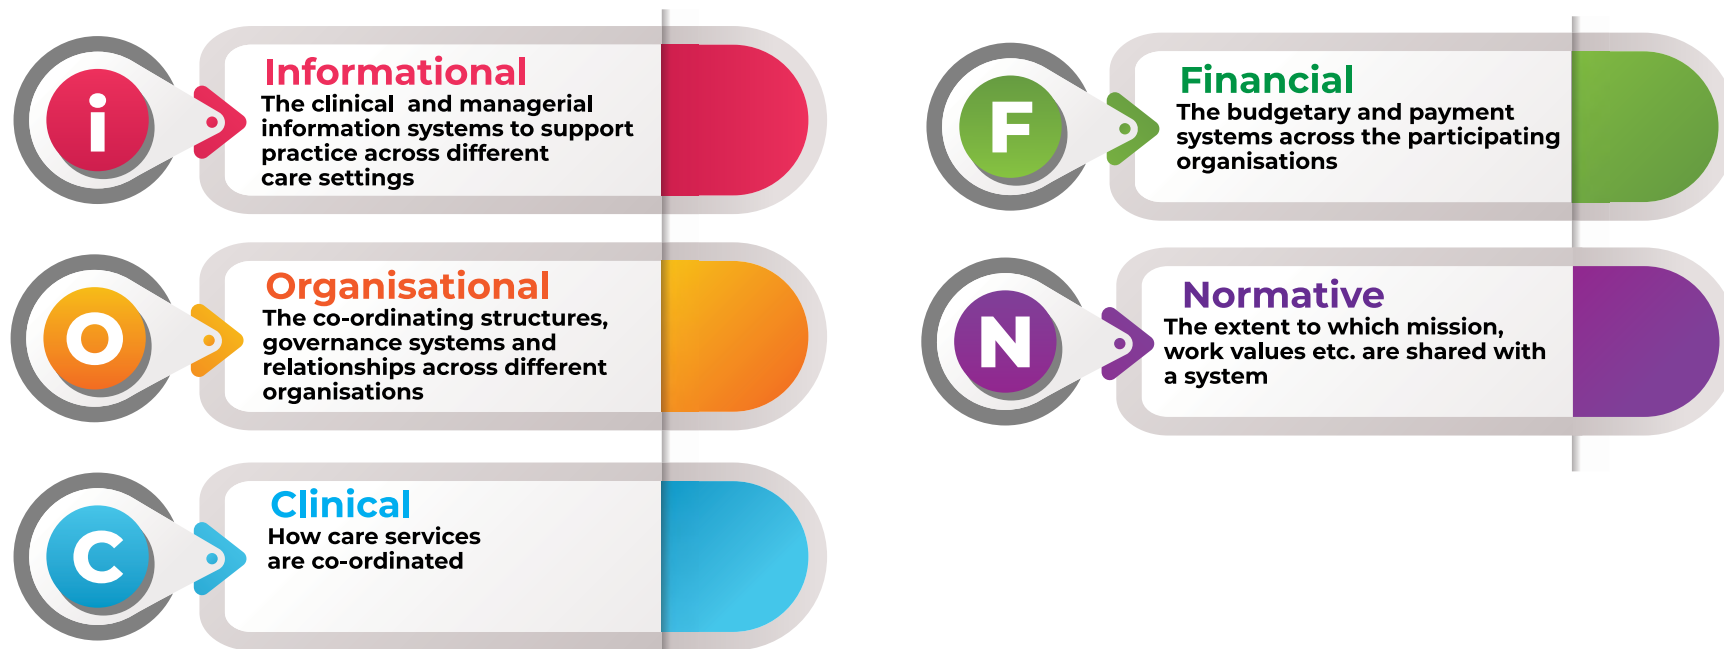 i
Informational
The clinical and managerial
information systems to support
practice across different
care settings
O
Organisational
The co-ordinating structures,
governance systems and
relationships across different
organisations
C
Clinical
How care services
are co-ordinated
F
Financial
The budgetary and payment
systems across the participating
organisations
N
Normative
The extent to which mission,
work values etc. are shared with
a system